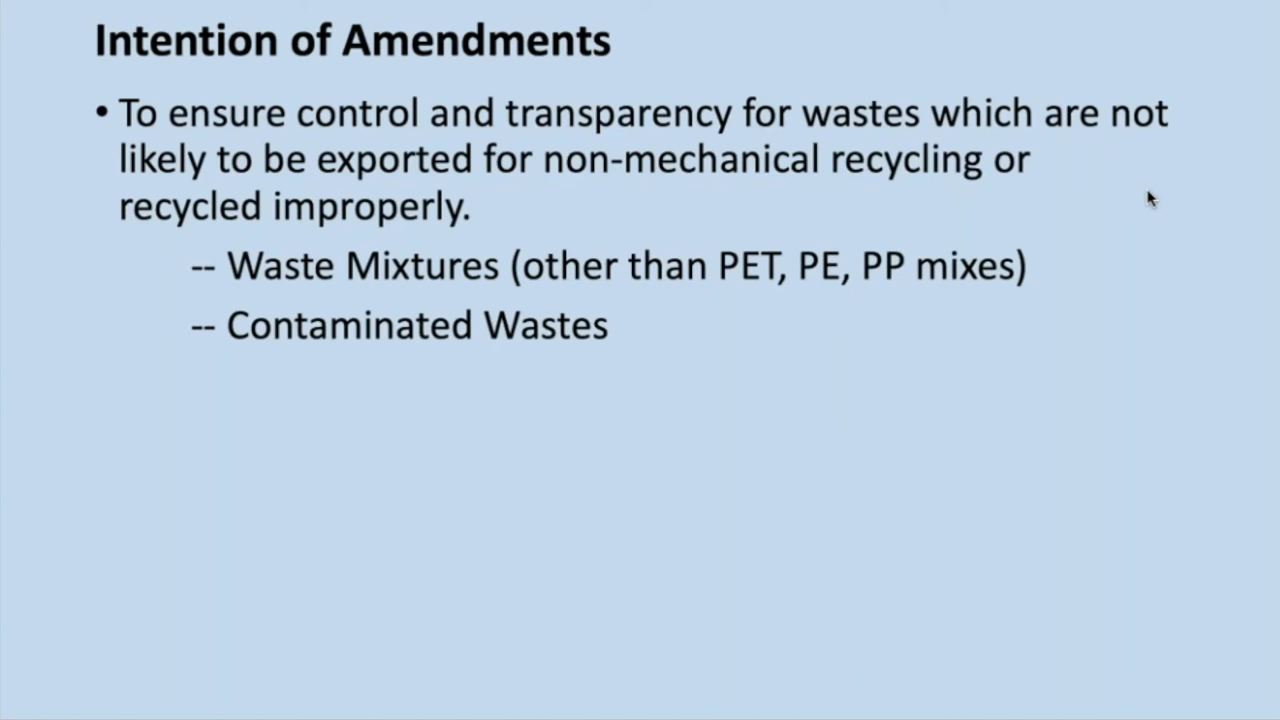 Intention of Amendments
• To ensure control and transparency for wastes which are not
likely to be exported for non-mechanical recycling or
recycled improperly.
-- Waste Mixtures (other than PET, PE, PP mixes)
-- Contaminated Wastes